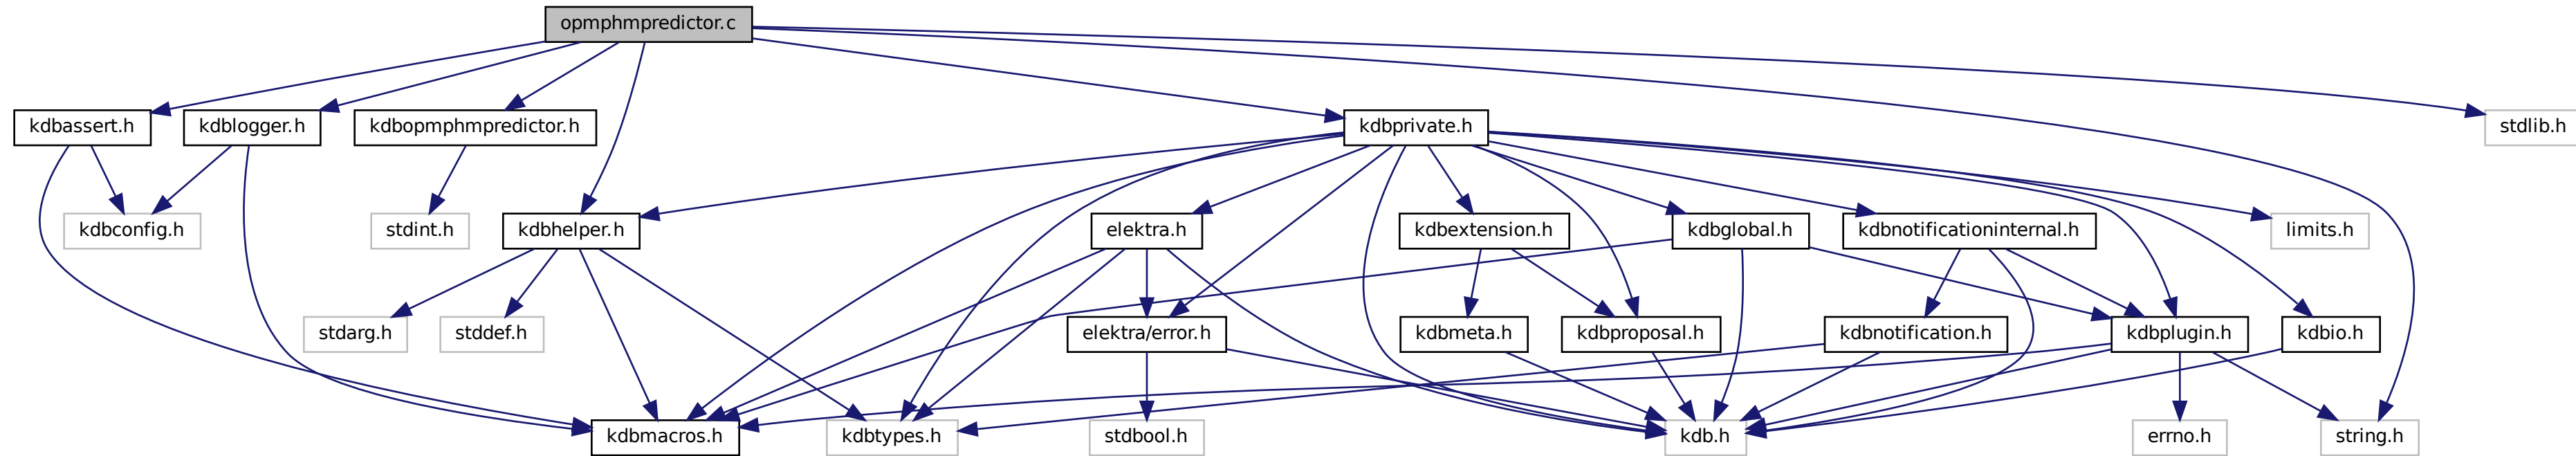 opmphmpredictor.c
kdbassert.h
kdblogger.h
kdbopmphmpredictor.h
kdbprivate.h
stdlib.h
kdbconfig.h
stdint.h
kdbhelper.h
elektra.h
kdbextension.h
kdbglobal.h
kdbnotificationinternal.h
limits.h
stdarg.h
stddef.h
elektra/error.h
kdbmeta.h
kdbproposal.h
kdbnotification.h
kdbplugin.h
kdbio.h
kdbmacros.h
kdbtypes.h
stdbool.h
kdb.h
errno.h
string.h